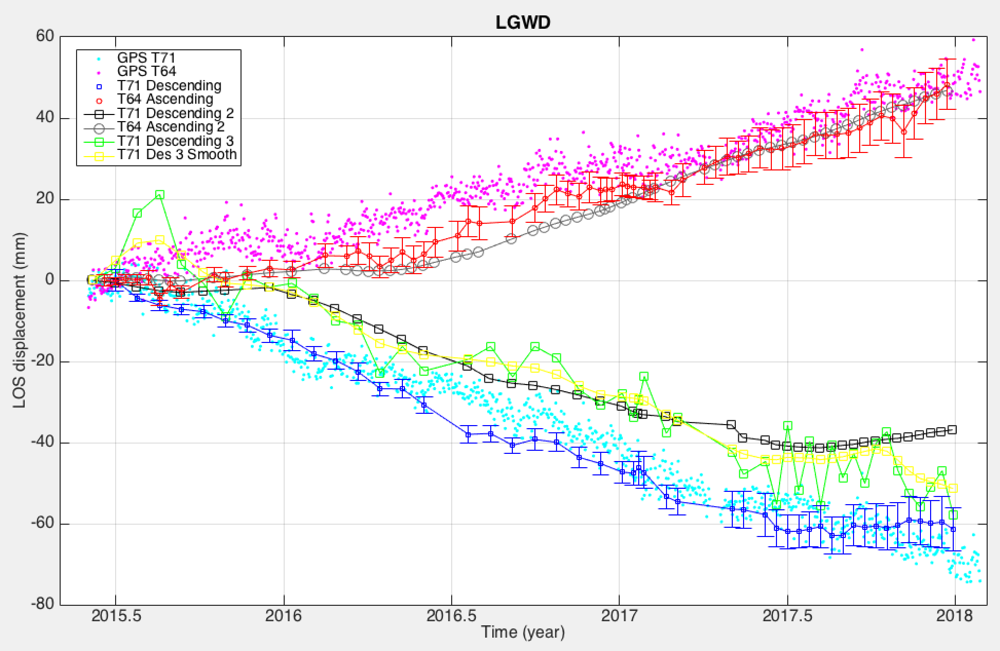 LGWD
60
40
20
0
-20
-40
-60
-80
LOS displacement (mm)
GPS T71
GPS T64
T71 Descending
T64 Ascending
T71 Descending 2
T64 Ascending 2
T71 Descending 3
T71 Des 3 Smooth
2015.5 2016 2016.5 2017 2017.5 2018
Time (year)